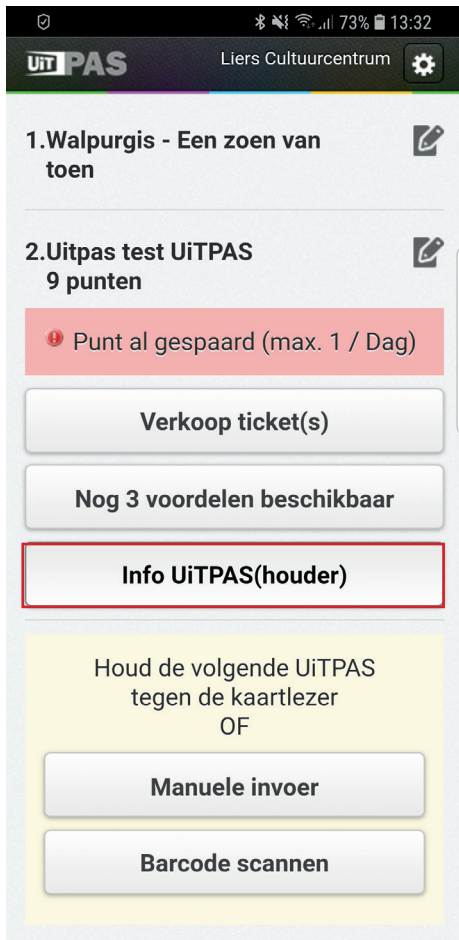 73% 13:32
UiTPAS Liers Cultuurcentrum
1.Walpurgis - Een zoen van
toen
2.Uitpas test UiTPAS
9 punten
Punt al gespaard (max. 1 / Dag)
Verkoop ticket(s)
Nog 3 voordelen beschikbaar
Info UiTPAS(houder)
Houd de volgende UiTPAS
tegen de kaartlezer
OF
Manuele invoer
Barcode scannen